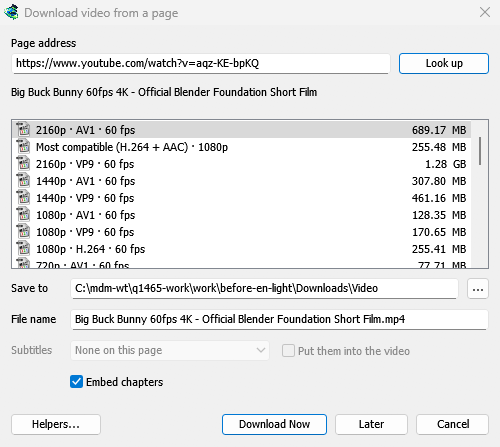 Download video from a page
Page address
https://www.youtube.com/watch?v=aqz-KE-bpKQ
Look up
Big Buck Bunny 60fps 4K - Official Blender Foundation Short Film
2160p · AV1 · 60 fps 689.17 MB
Most compatible (H.264 + AAC) · 1080p 255.48 MB
2160p · VP9 · 60 fps 1.28 GB
1440p · AV1 · 60 fps 307.80 MB
1440p · VP9 · 60 fps 461.16 MB
1080p · AV1 · 60 fps 128.35 MB
1080p · VP9 · 60 fps 170.65 MB
1080p · H.264 · 60 fps 255.41 MB
720p · AV1 · 60 fps 77.71 MB
Save to C:\mdm-wt\q1465-work\work\before-en-light\Downloads\Video ...
File name Big Buck Bunny 60fps 4K - Official Blender Foundation Short Film.mp4
Subtitles None on this page Put them into the video
Embed chapters
Helpers... Download Now Later Cancel